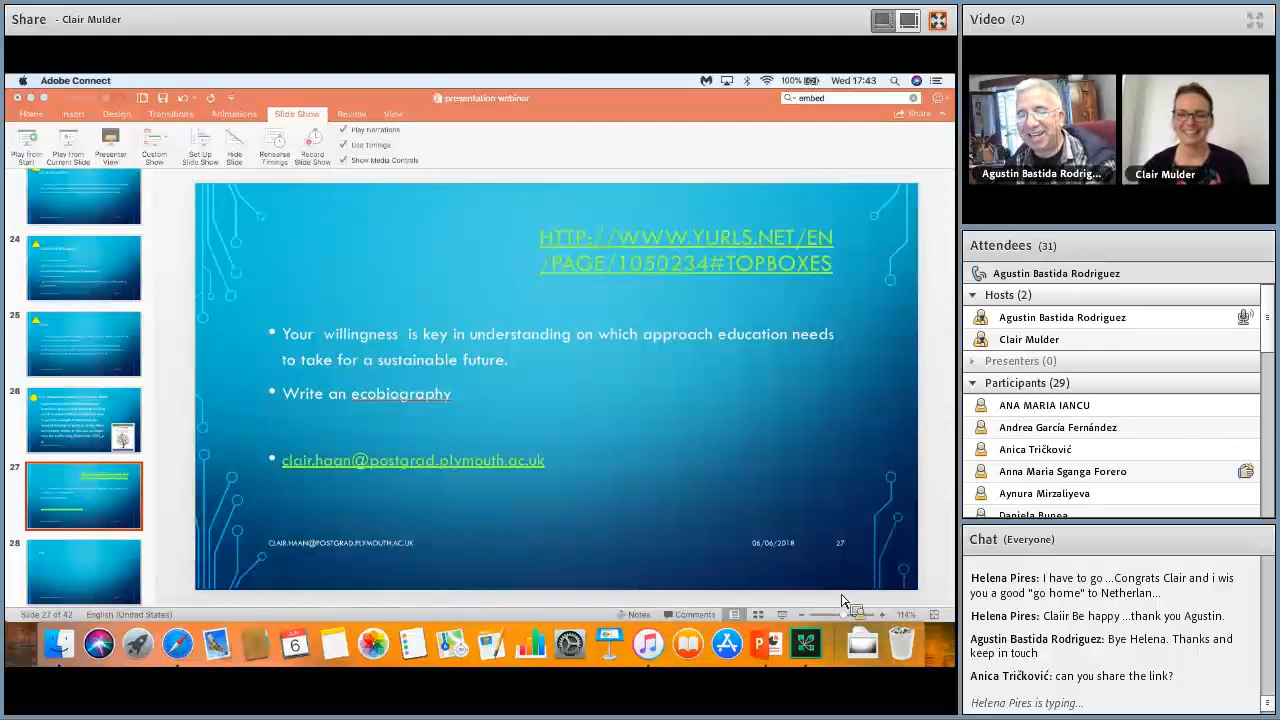 Share - Clair Mulder
Adobe Connect
100%
Wed 17:43
presentation webinar
embed
Home Insert Design Transitions Animations Slide Show Review View
Share
Play from Start
Play from Current Slide
Presenter View
Custom Show
Set Up Slide Show
Hide Slide
Rehearse Timings
Record Slide Show
Play Narrations
Use Timings
Show Media Controls
24
25
26
27
28
HTTP://WWW.YURLS.NET/EN
/PAGE/1050234#TOPBOXES
• Your willingness is key in understanding on which approach education needs
to take for a sustainable future.
• Write an ecobiography
• clair.haan@postgrad.plymouth.ac.uk
CLAIR.HAAN@POSTGRAD.PLYMOUTH.AC.UK
06/06/2018
27
Slide 27 of 42
English (United States)
Notes
Comments
114%
JUN
6
Video (2)
Agustin Bastida Rodrig...
Clair Mulder
Attendees (31)
Agustin Bastida Rodriguez
Hosts (2)
Agustin Bastida Rodriguez
Clair Mulder
Presenters (0)
Participants (29)
ANA MARIA IANCU
Andrea García Fernández
Anica Tričković
Anna Maria Sganga Forero
Aynura Mirzaliyeva
Daniela Bunea
Chat (Everyone)
Helena Pires: I have to go ...Congrats Clair and i wis
you a good "go home" to Netherlan...
Helena Pires: Clair Be happy ...thank you Agustin.
Agustin Bastida Rodriguez: Bye Helena. Thanks and
keep in touch
Anica Tričković: can you share the link?
Helena Pires is typing...